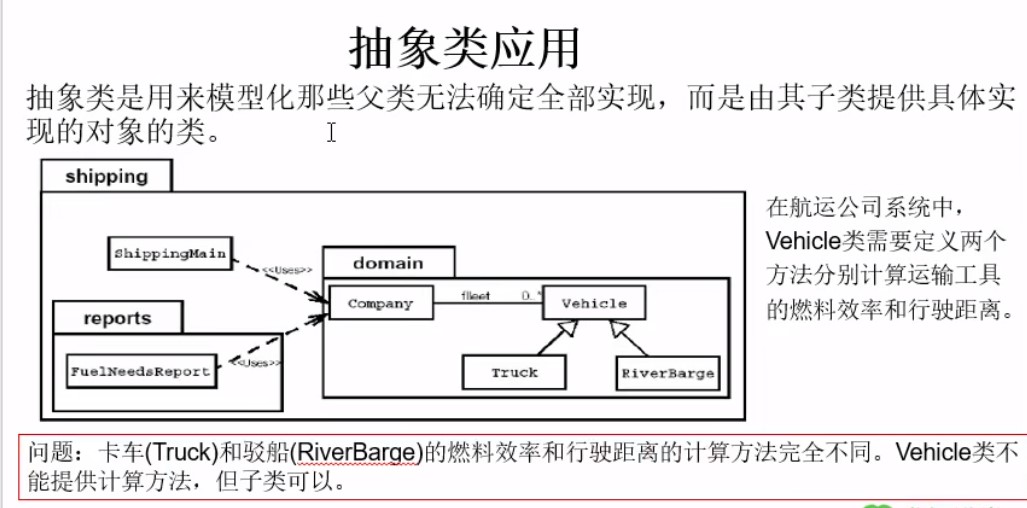 抽象类应用
抽象类是用来模型化那些父类无法确定全部实现，而是由其子类提供具体实
现的对象的类。
shipping
ShippingMain
<<Uses>>
domain
Company
fleet
0..*
Vehicle
reports
FuelNeedsReport
<<Uses>>
Truck
RiverBarge
在航运公司系统中，
Vehicle类需要定义两个
方法分别计算运输工具
的燃料效率和行驶距离。
问题：卡车(Truck)和驳船(RiverBarge)的燃料效率和行驶距离的计算方法完全不同。Vehicle类不
能提供计算方法，但子类可以。